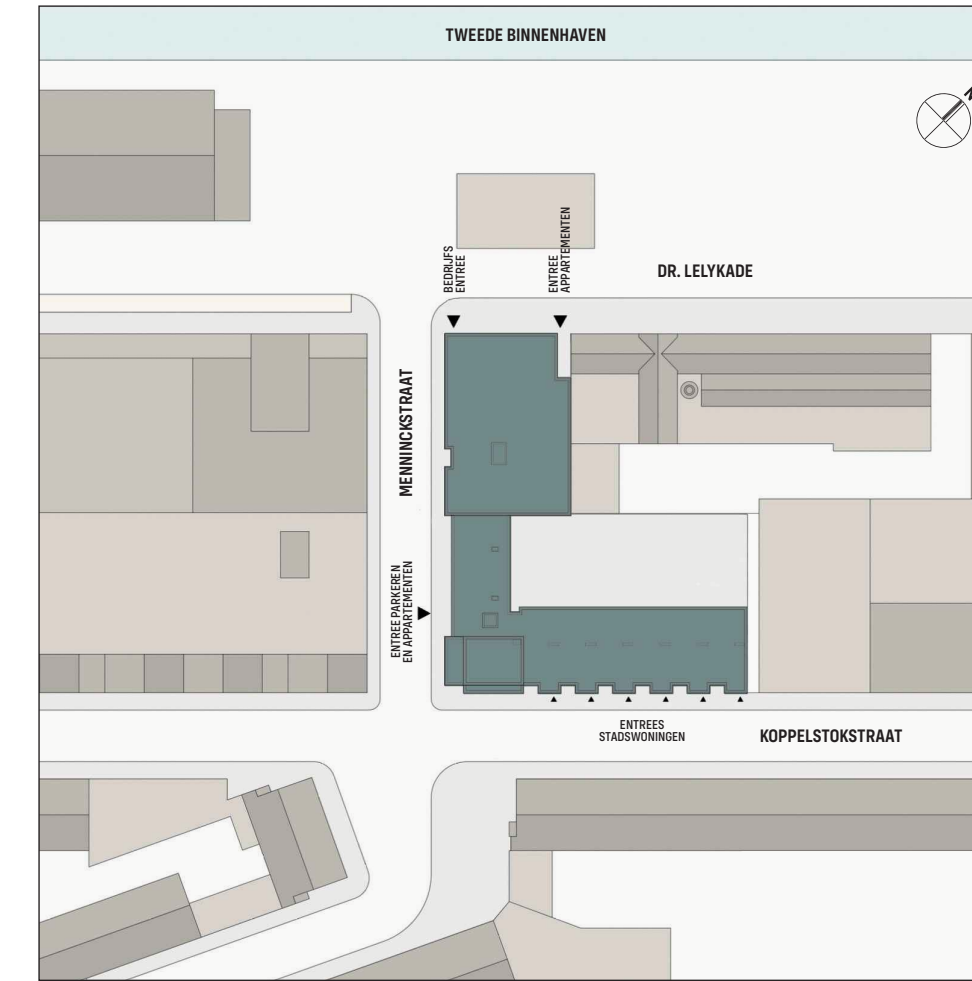 TWEEDE BINNENHAVEN
N
BEDRIJFS
ENTREE
ENTREE
APPARTEMENTEN
DR. LELYKADE
MENNINCKSTRAAT
ENTREE PARKEREN
EN APPARTEMENTEN
ENTREES
STADSWONINGEN
KOPPELSTOKSTRAAT